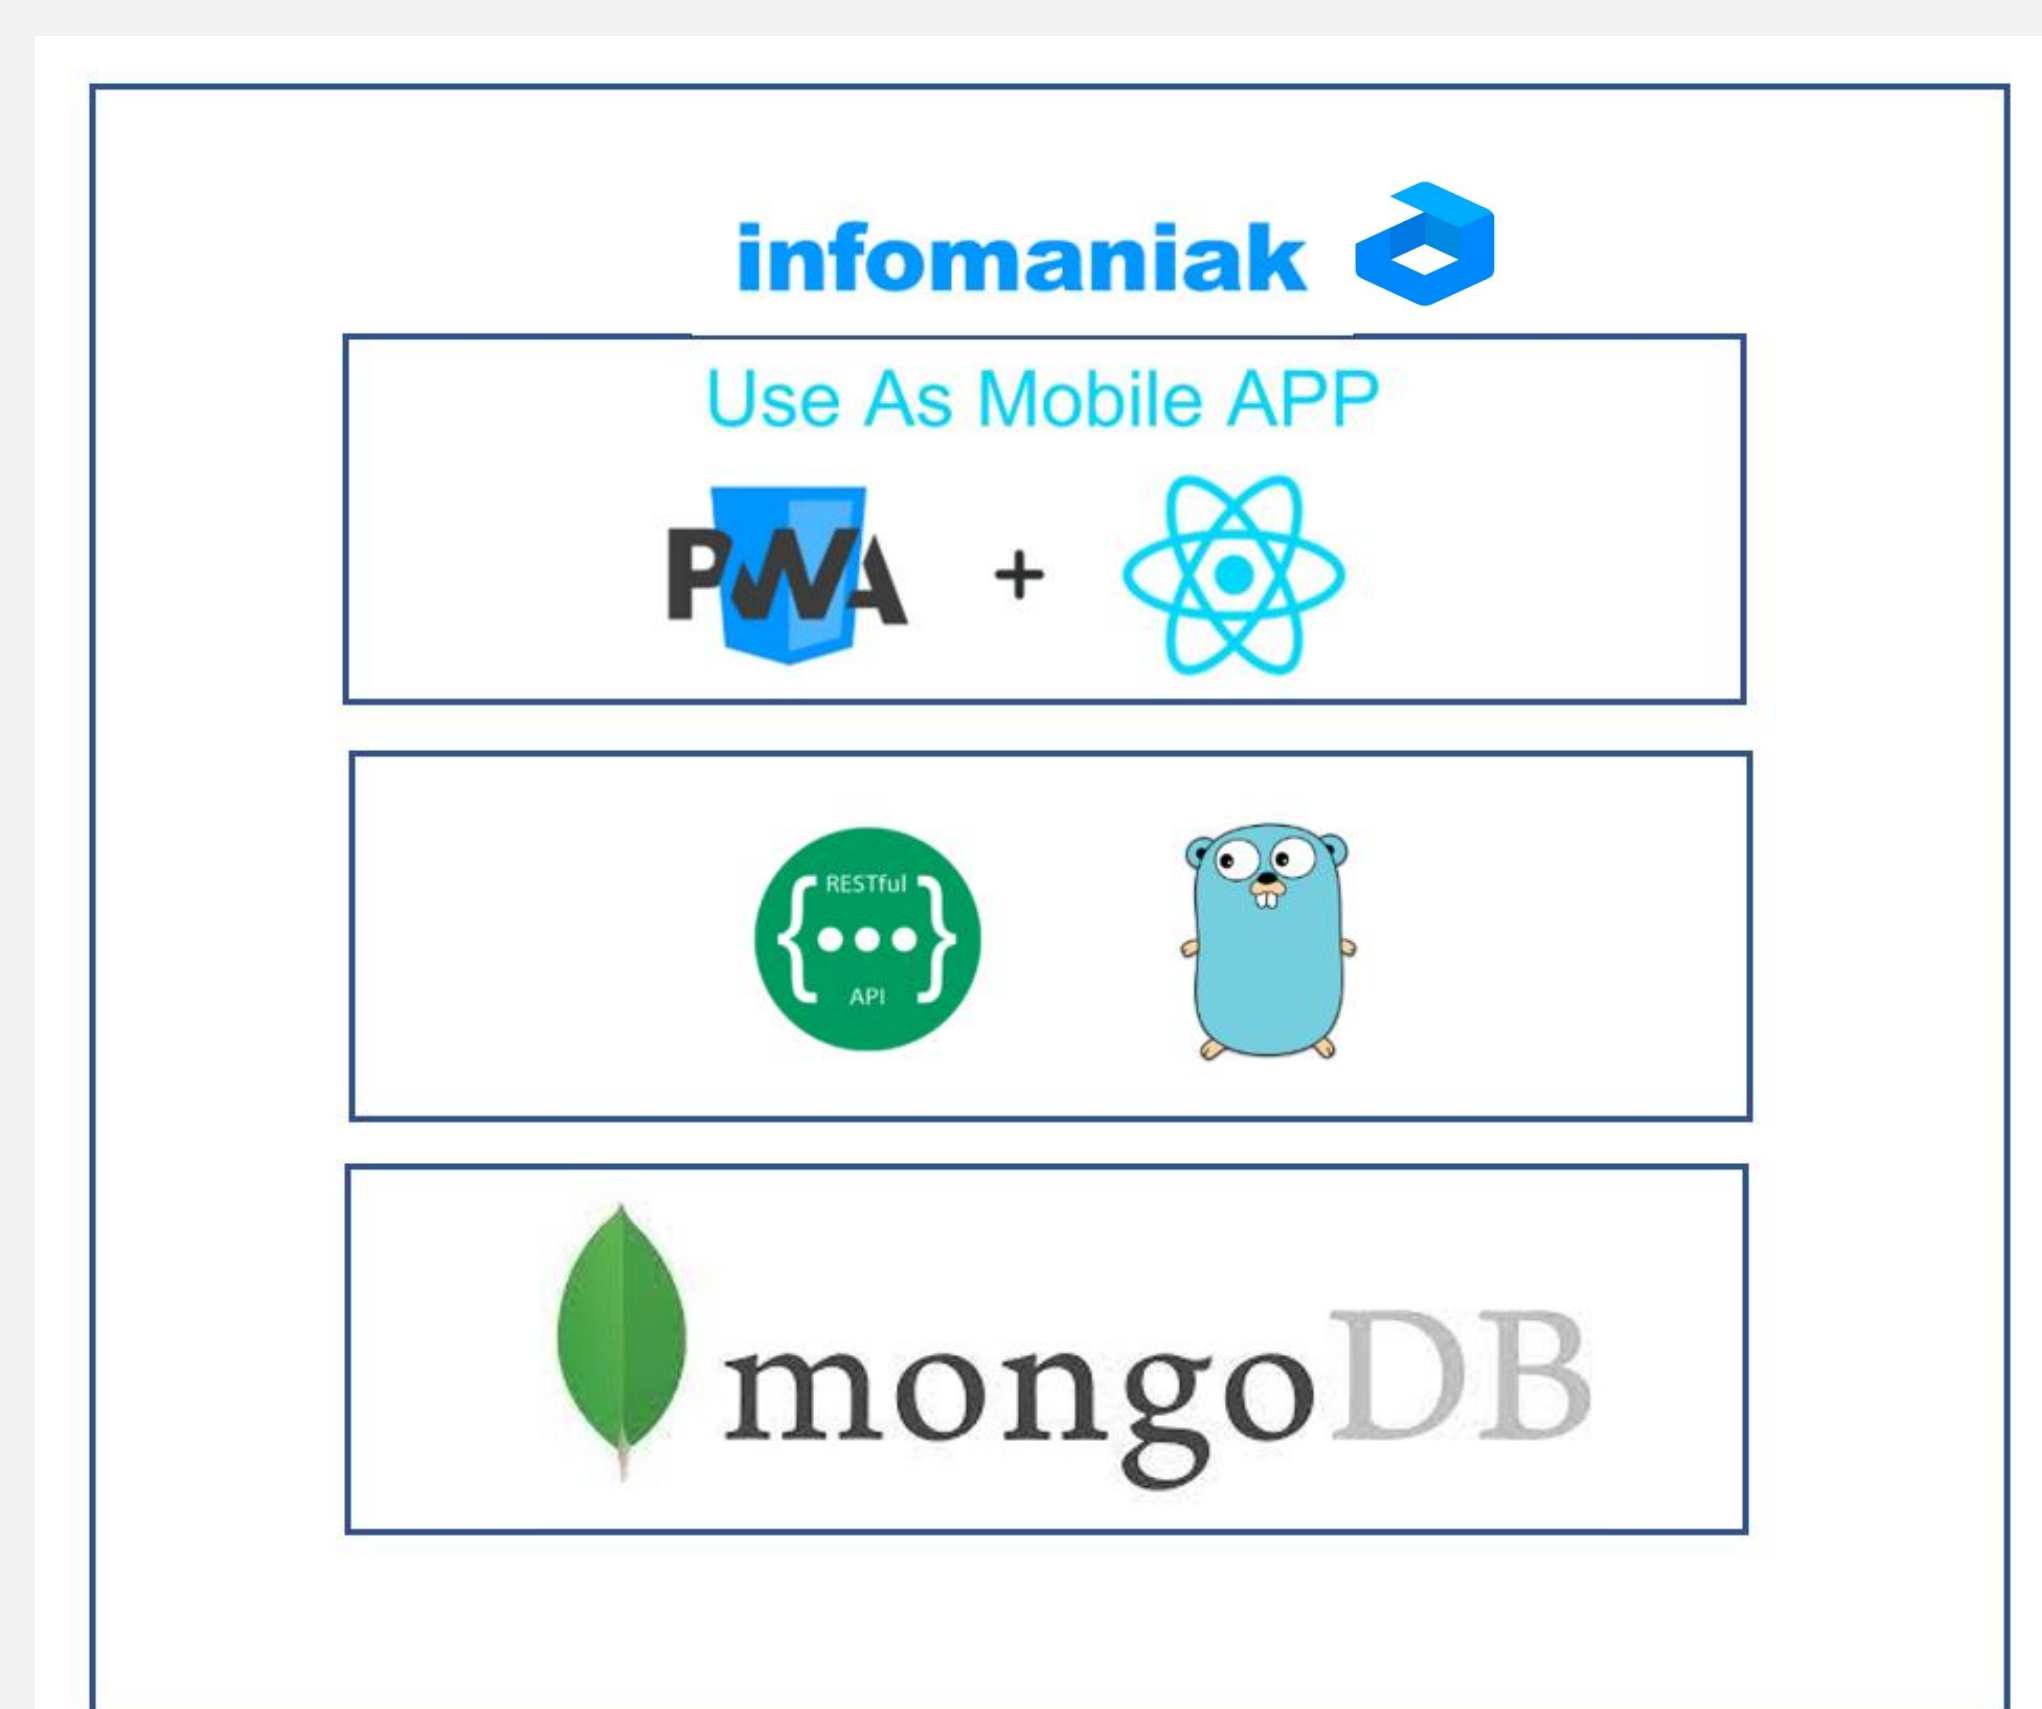 infomaniak
Use As Mobile APP
PWA +
RESTful
{...}
API
mongoDB